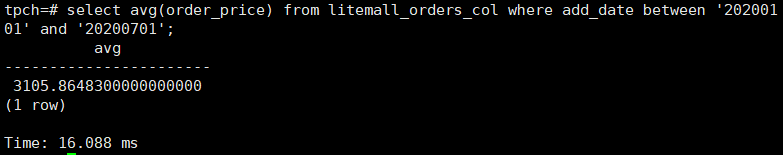 tpch=# select avg(order_price) from litemall_orders_col where add_date between '202001
01' and '20200701';
avg
-----------------------
3105.8648300000000000
(1 row)
Time: 16.088 ms